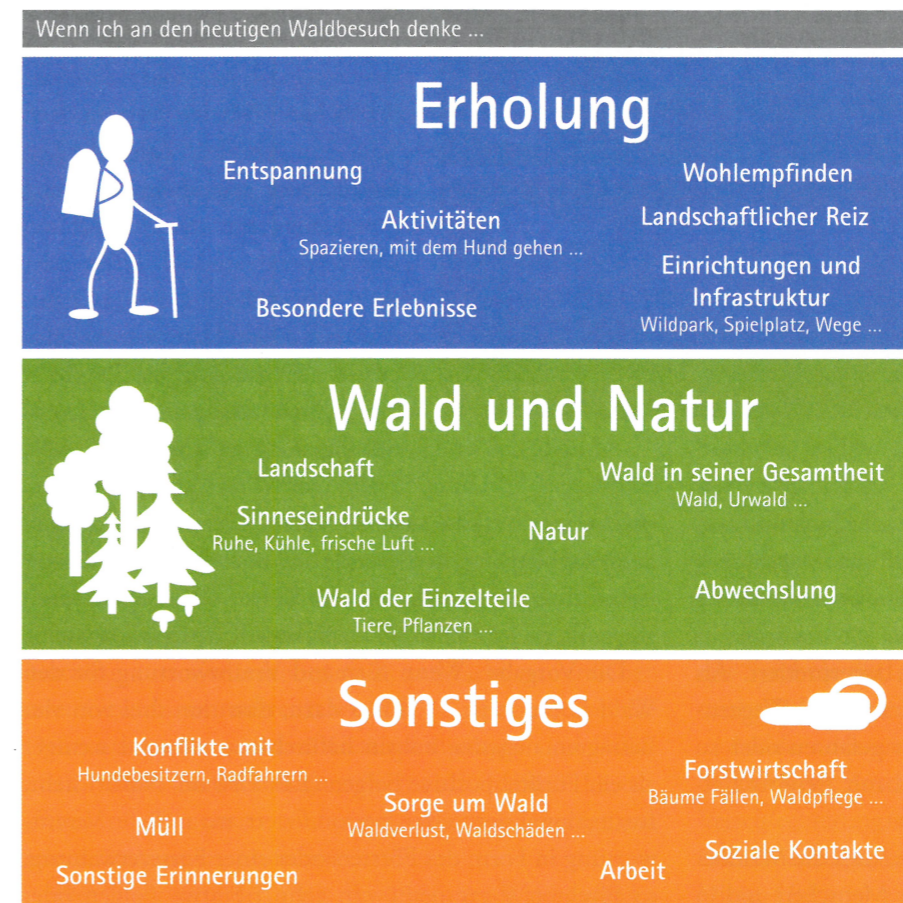 Wenn ich an den heutigen Waldbesuch denke ...
Erholung
Entspannung
Wohlempfinden
Aktivitäten
Spazieren, mit dem Hund gehen ...
Landschaftlicher Reiz
Einrichtungen und
Infrastruktur
Wildpark, Spielplatz, Wege ...
Besondere Erlebnisse
Wald und Natur
Landschaft
Wald in seiner Gesamtheit
Wald, Urwald ...
Sinneseindrücke
Ruhe, Kühle, frische Luft ...
Natur
Wald der Einzelteile
Tiere, Pflanzen ...
Abwechslung
Sonstiges
Konflikte mit
Hundebesitzern, Radfahrern ...
Forstwirtschaft
Bäume Fällen, Waldpflege ...
Sorge um Wald
Waldverlust, Waldschäden ...
Müll
Soziale Kontakte
Arbeit
Sonstige Erinnerungen